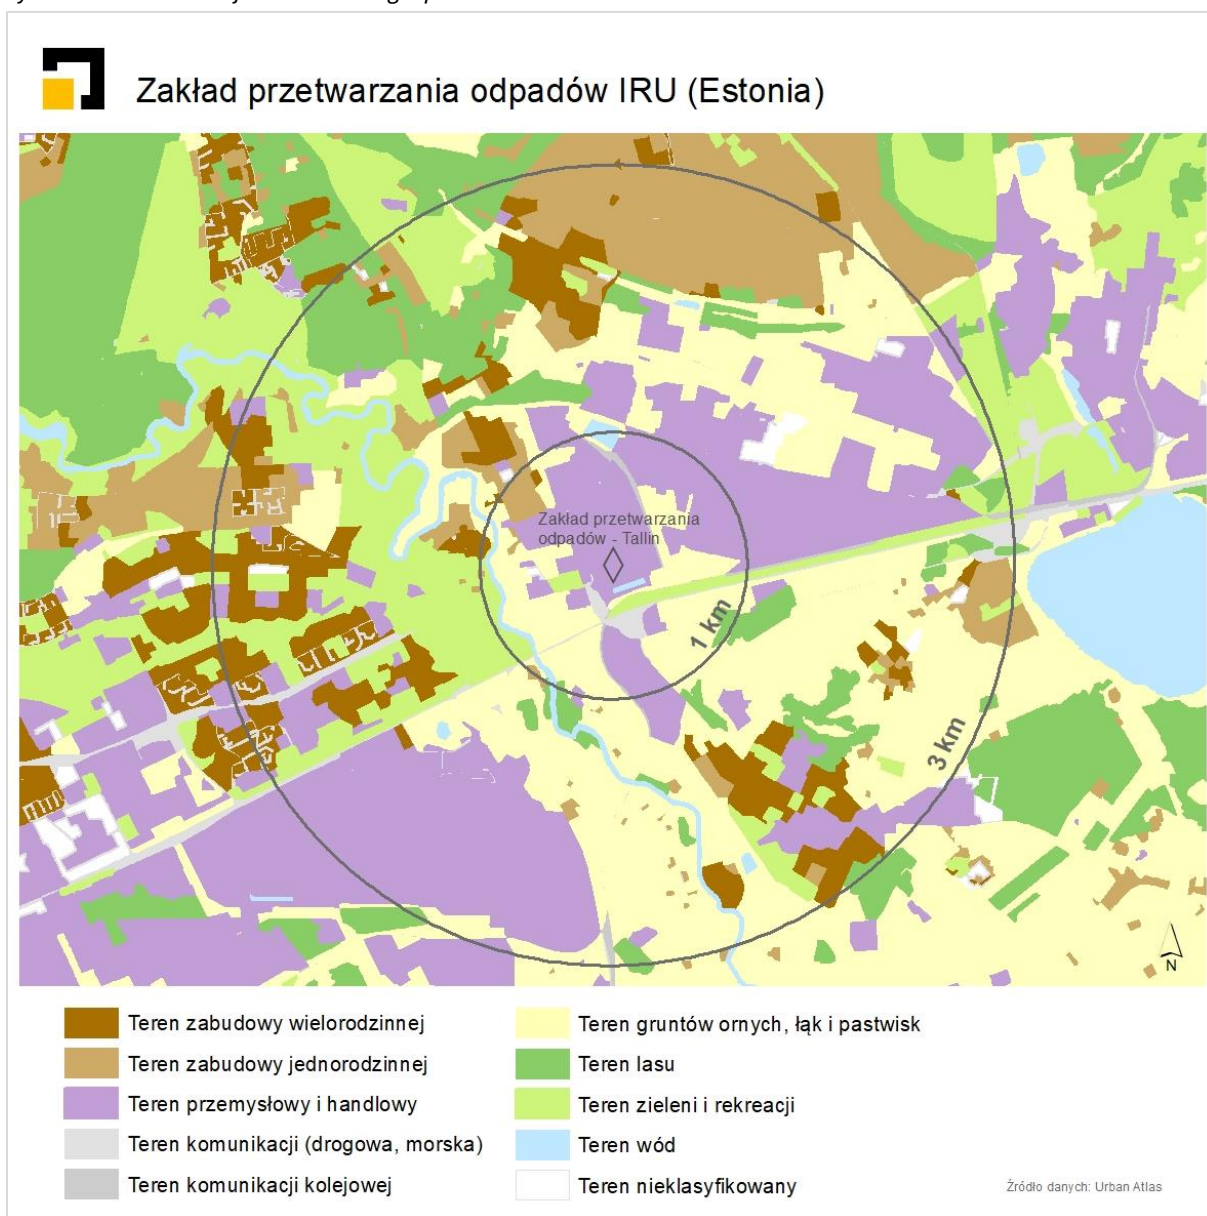 Zakład przetwarzania odpadów IRU (Estonia)
Zakład przetwarzania
odpadów - Tallin
1 km
3 km
N
Teren zabudowy wielorodzinnej
Teren zabudowy jednorodzinnej
Teren przemysłowy i handlowy
Teren komunikacji (drogowa, morska)
Teren komunikacji kolejowej
Teren gruntów ornych, łąk i pastwisk
Teren lasu
Teren zieleni i rekreacji
Teren wód
Teren nieklasyfikowany
Źródło danych: Urban Atlas